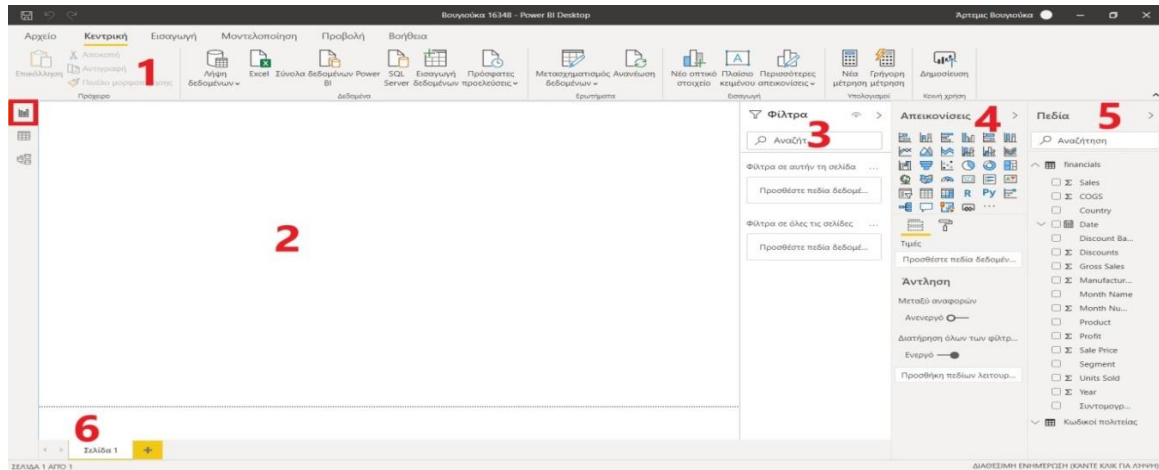 Βουγιούκα 16348 - Power BI Desktop
Άρτεμις Βουγιούκα
Αρχείο Κεντρική Εισαγωγή Μοντελοποίηση Προβολή Βοήθεια
Επικόλληση
Αποκοπή
Αντιγραφή
1
Πρόχειρο
Λήψη δεδομένων
Excel
Σύνολα δεδομένων Power BI
SQL Server
Εισαγωγή δεδομένων
Πρόσφατες προελεύσεις
Δεδομένα
Μετασχηματισμός δεδομένων
Ανανέωση
Ερωτήματα
Νέο οπτικό στοιχείο
Πλαίσιο κειμένου
Περισσότερες απεικονίσεις
Εισαγωγή
Νέα μέτρηση
Γρήγορη μέτρηση
Υπολογισμοί
Δημοσίευση
Κοινή χρήση
2
Φίλτρα
3
Φίλτρα σε αυτήν τη σελίδα ...
Προσθέστε πεδία δεδομέ...
Φίλτρα σε όλες τις σελίδες ...
Προσθέστε πεδία δεδομέ...
Απεικονίσεις
4
R Py
Τιμές
Προσθέστε πεδία δεδομέν...
Άντληση
Μεταξύ αναφορών
Ανενεργό
Διατήρηση όλων των φίλτρ...
Ενεργό
Προσθήκη πεδίων λειτουρ...
Πεδία
5
Αναζήτηση
financials
Σ Sales
Σ COGS
Country
Date
Discount Ba...
Σ Discounts
Σ Gross Sales
Σ Manufactur...
Month Name
Σ Month Nu...
Product
Σ Profit
Σ Sale Price
Segment
Σ Units Sold
Σ Year
Συντομογρ...
Κωδικοί πολιτείας
6
Σελίδα 1
ΣΕΛΙΔΑ 1 ΑΠΟ 1
ΔΙΑΘΕΣΙΜΗ ΕΝΗΜΕΡΩΣΗ (ΚΑΝΤΕ ΚΛΙΚ ΓΙΑ ΛΗΨΗ)